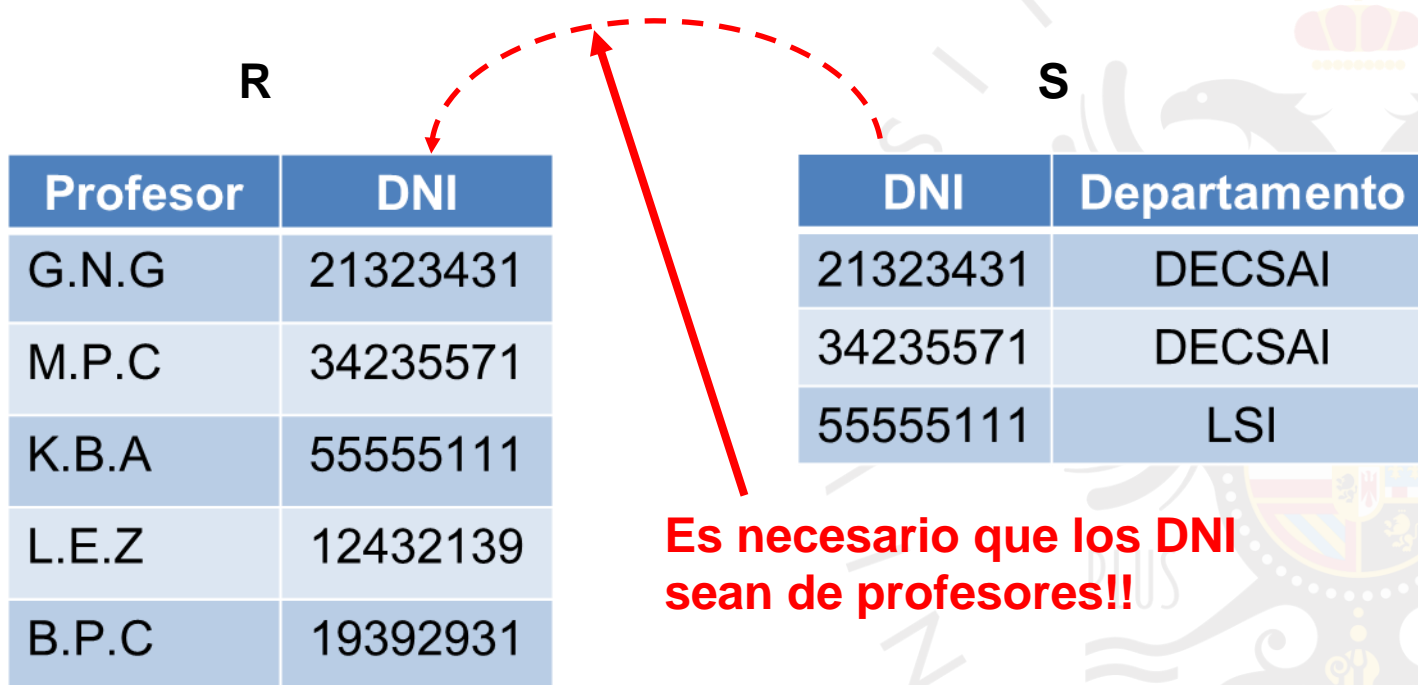 R
S
Profesor DNI
G.N.G 21323431
M.P.C 34235571
K.B.A 55555111
L.E.Z 12432139
B.P.C 19392931
DNI Departamento
21323431 DECSAI
34235571 DECSAI
55555111 LSI
Es necesario que los DNI
sean de profesores!!